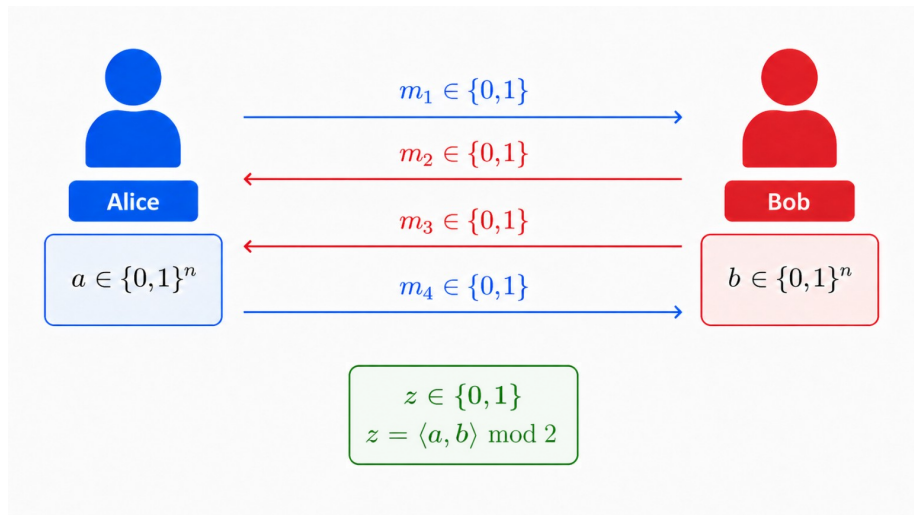 m₁ ∈ {0,1}
m₂ ∈ {0,1}
m₃ ∈ {0,1}
m₄ ∈ {0,1}
Alice
a ∈ {0,1}ⁿ
Bob
b ∈ {0,1}ⁿ
z ∈ {0,1}
z = ⟨a, b⟩ mod 2